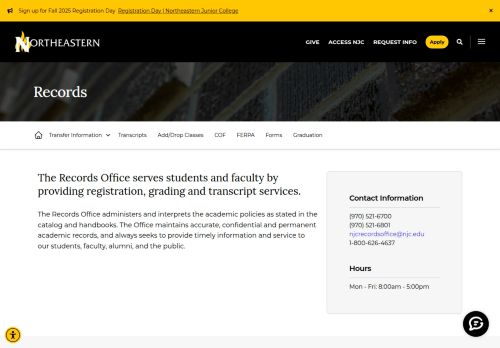 Sign up for Fall 2025 Registration Day Registration Day I Northeastern Junior College ×
NORTHEASTERN
GIVE ACCESS NJC REQUEST INFO Apply
Records
Transfer Information Transcripts Add/Drop Classes COF FERPA Forms Graduation
The Records Office serves students and faculty by
providing registration, grading and transcript services.
The Records Office administers and interprets the academic policies as stated in the
catalog and handbooks. The Office maintains accurate, confidential and permanent
academic records, and always seeks to provide timely information and service to
our students, faculty, alumni, and the public.
Contact Information
(970) 521-6700
(970) 521-6801
njcrecordsoffice@njc.edu
1-800-626-4637
Hours
Mon - Fri: 8:00am - 5:00pm